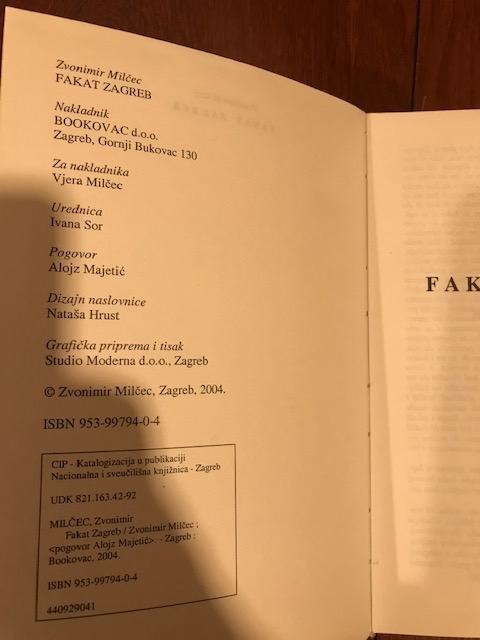 Zvonimir Milčec
FAKAT ZAGREB
Nakladnik
BOOKOVAC d.o.o.
Zagreb, Gornji Bukovac 130
Za nakladnika
Vjera Milčec
Urednica
Ivana Sor
Pogovor
Alojz Majetić
Dizajn naslovnice
Nataša Hrust
Grafička priprema i tisak
Studio Moderna d.o.o., Zagreb
© Zvonimir Milčec, Zagreb, 2004.
ISBN 953-99794-0-4
CIP - Katalogizacija u publikaciji
Nacionalna i sveučilišna knjižnica - Zagreb
UDK 821.163.42-92
MILČEC, Zvonimir
Fakat Zagreb / Zvonimir Milčec ;
<pogovor Alojz Majetić>. - Zagreb :
Bookovac, 2004.
ISBN 953-99794-0-4
440929041
FAK